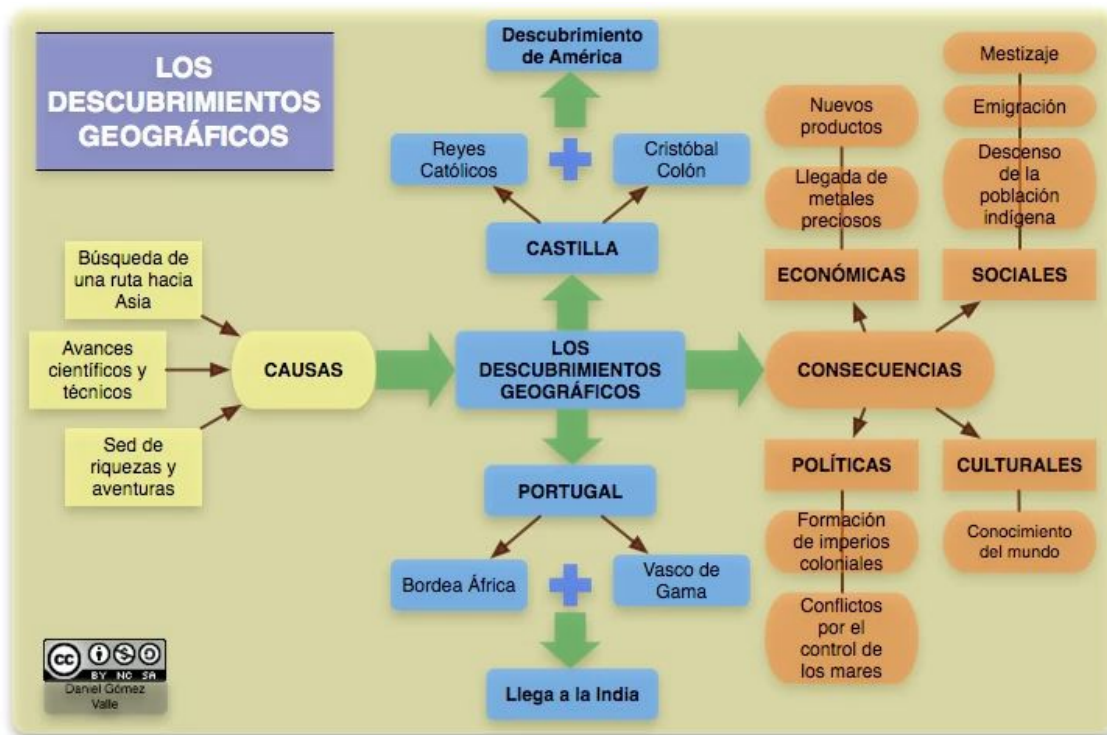 LOS
DESCUBRIMIENTOS
GEOGRÁFICOS
Descubrimiento
de América
Reyes
Católicos
Cristóbal
Colón
CASTILLA
Búsqueda de
una ruta hacia
Asia
Avances
científicos y
técnicos
Sed de
riquezas y
aventuras
CAUSAS
LOS
DESCUBRIMIENTOS
GEOGRÁFICOS
PORTUGAL
Bordea África
Vasco de
Gama
Llega a la India
Nuevos
productos
Llegada de
metales
preciosos
ECONÓMICAS
Mestizaje
Emigración
Descenso
de la
población
indígena
SOCIALES
CONSECUENCIAS
POLÍTICAS
Formación
de imperios
coloniales
Conflictos
por el
control de
los mares
CULTURALES
Conocimiento
del mundo
cc
BY NC SA
Daniel Gómez
Valle